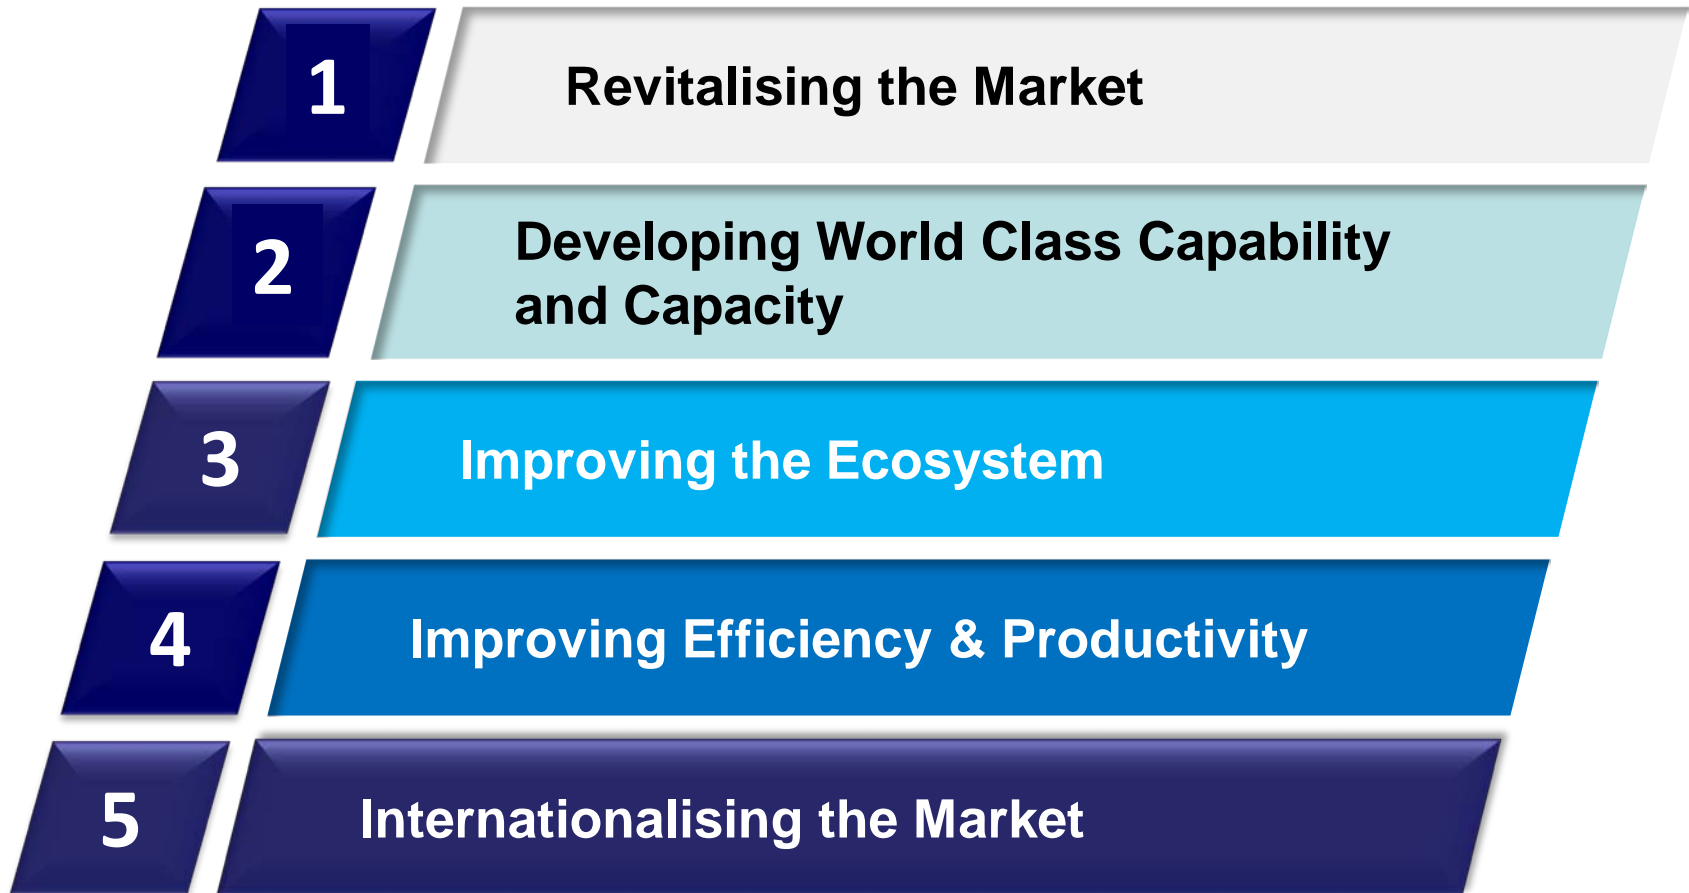 1
Revitalising the Market
2
Developing World Class Capability
and Capacity
3
Improving the Ecosystem
4
Improving Efficiency & Productivity
5
Internationalising the Market